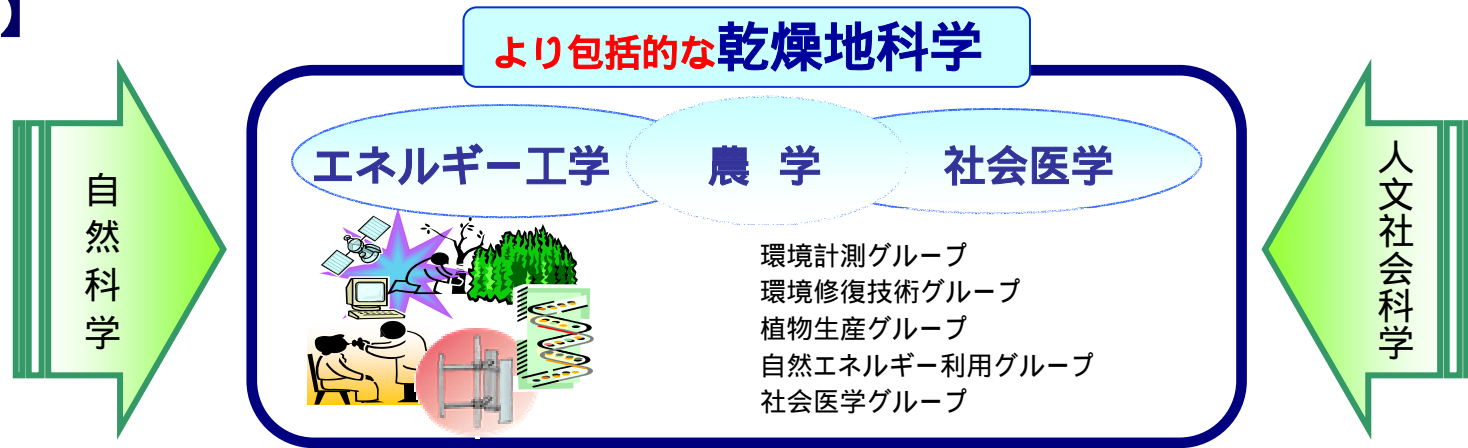 】
より包括的な乾燥地科学
エネルギー工学
農 学
社会医学
自然科学
環境計測グループ
環境修復技術グループ
植物生産グループ
自然エネルギー利用グループ
社会医学グループ
人文社会科学